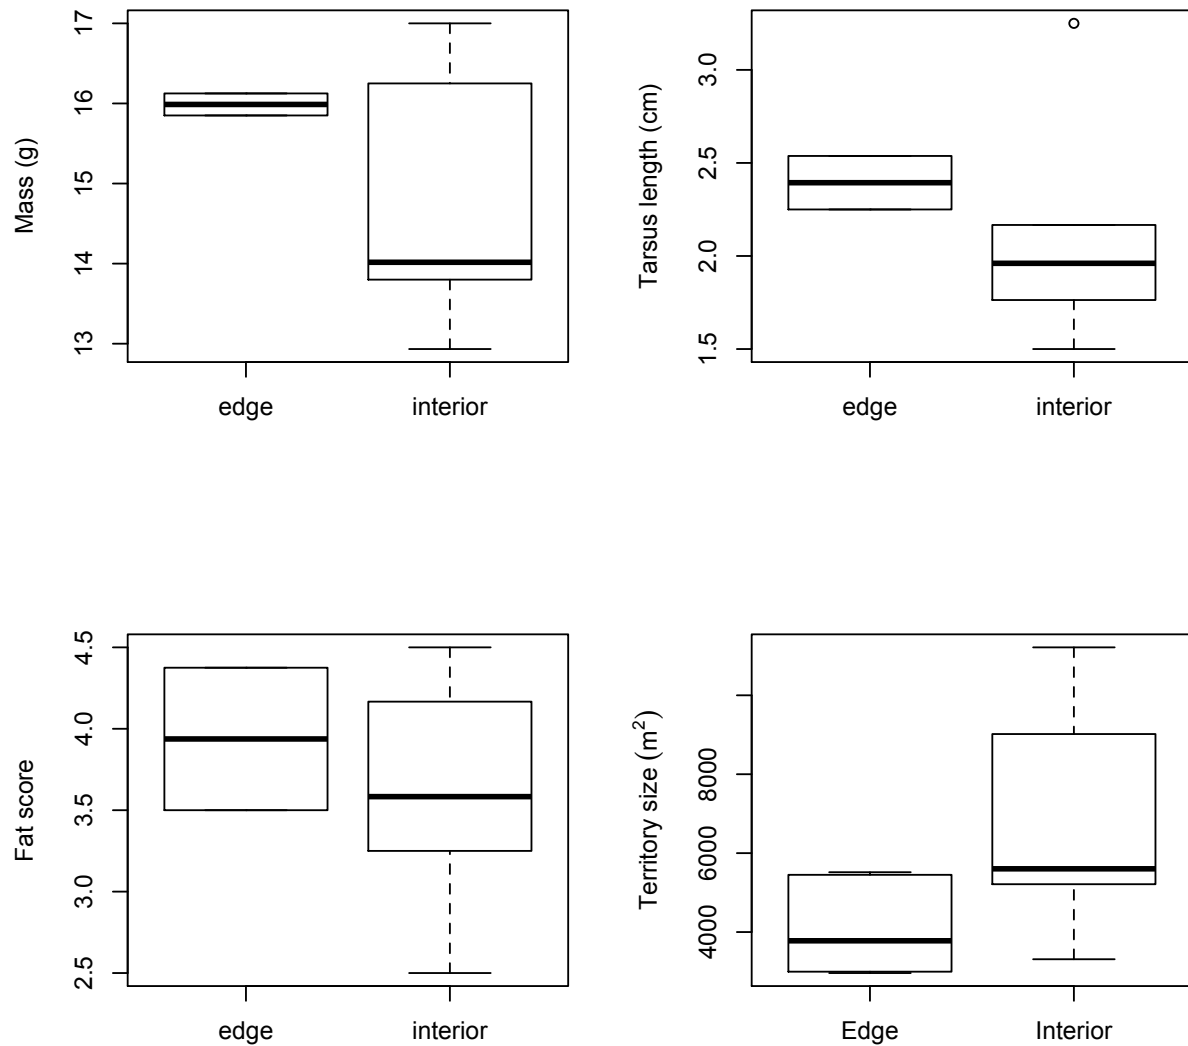 17
16
15
14
13
Mass (g)
edge interior
3.0
2.5
2.0
1.5
Tarsus length (cm)
edge interior
4.5
4.0
3.5
3.0
2.5
Fat score
edge interior
8000
6000
4000
Territory size (m²)
Edge Interior